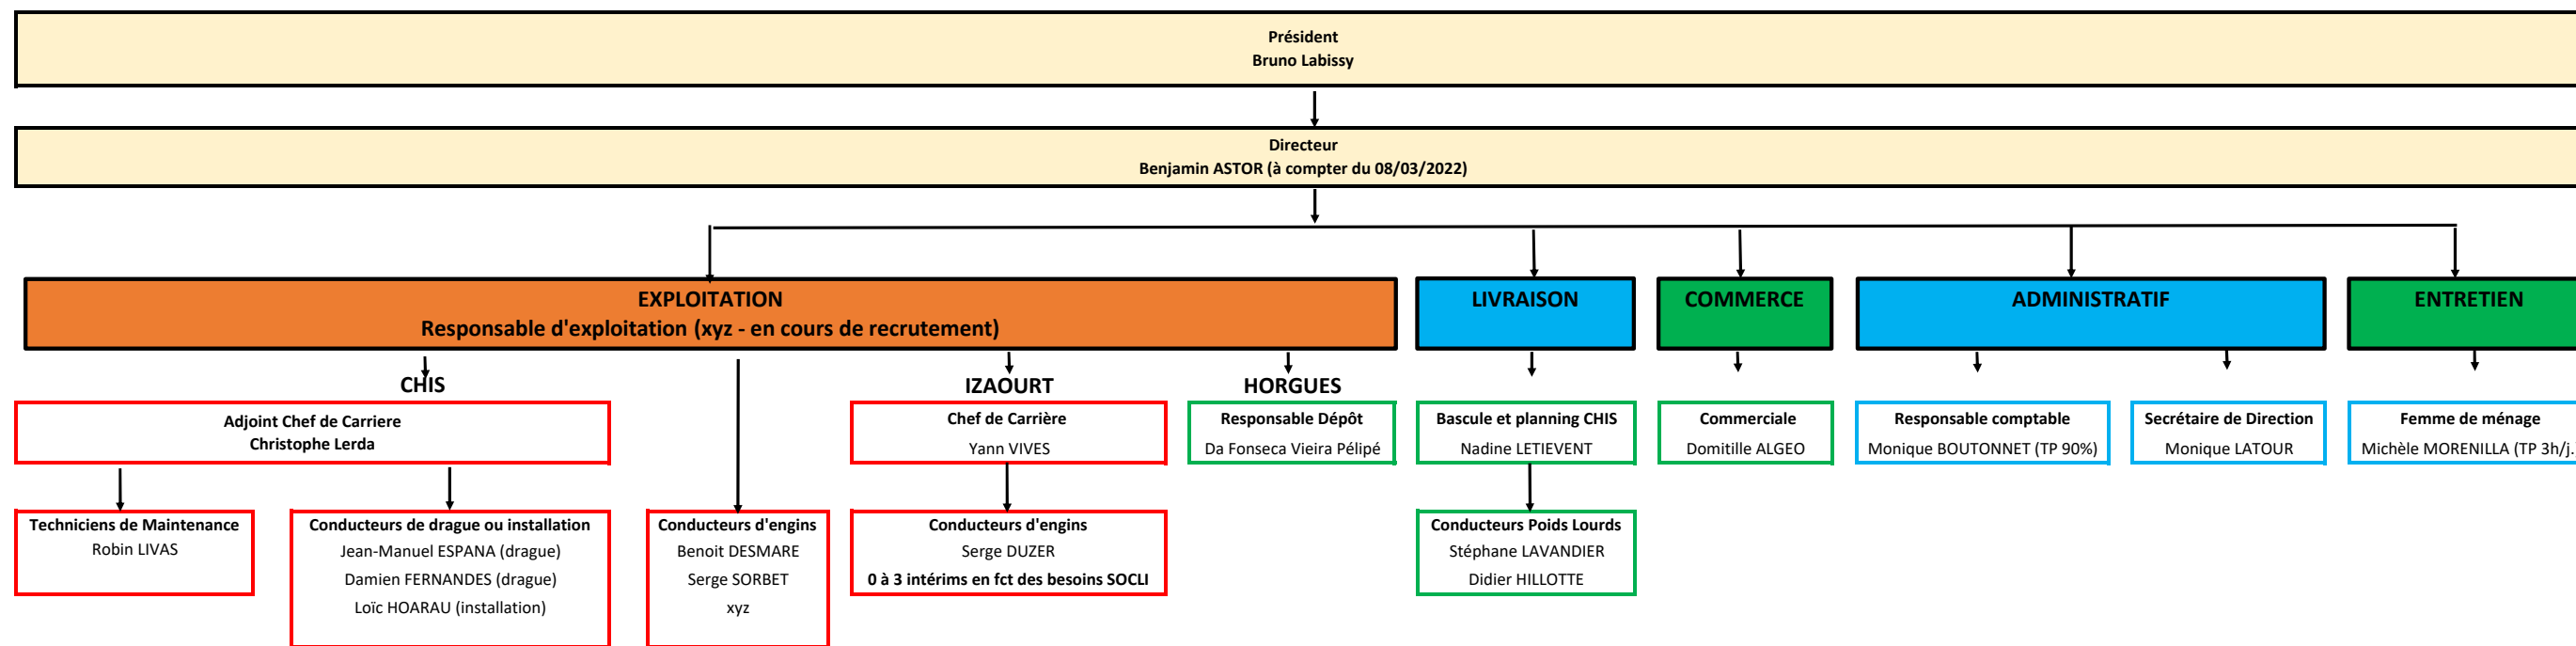 Président
Bruno Labissy
Directeur
Benjamin ASTOR (à compter du 08/03/2022)
EXPLOITATION
Responsable d'exploitation (xyz - en cours de recrutement)
LIVRAISON
COMMERCE
ADMINISTRATIF
ENTRETIEN
CHIS
IZAOURT
HORGUES
Adjoint Chef de Carriere
Christophe Lerda
Chef de Carrière
Yann VIVES
Responsable Dépôt
Da Fonseca Vieira Pélipé
Bascule et planning CHIS
Nadine LETIEVENT
Commerciale
Domitille ALGEO
Responsable comptable
Monique BOUTONNET (TP 90%)
Secrétaire de Direction
Monique LATOUR
Femme de ménage
Michèle MORENILLA (TP 3h/j.
Techniciens de Maintenance
Robin LIVAS
Conducteurs de drague ou installation
Jean-Manuel ESPANA (drague)
Damien FERNANDES (drague)
Loïc HOARAU (installation)
Conducteurs d'engins
Benoit DESMARE
Serge SORBET
xyz
Conducteurs d'engins
Serge DUZER
0 à 3 intérims en fct des besoins SOCLI
Conducteurs Poids Lourds
Stéphane LAVANDIER
Didier HILLOTTE